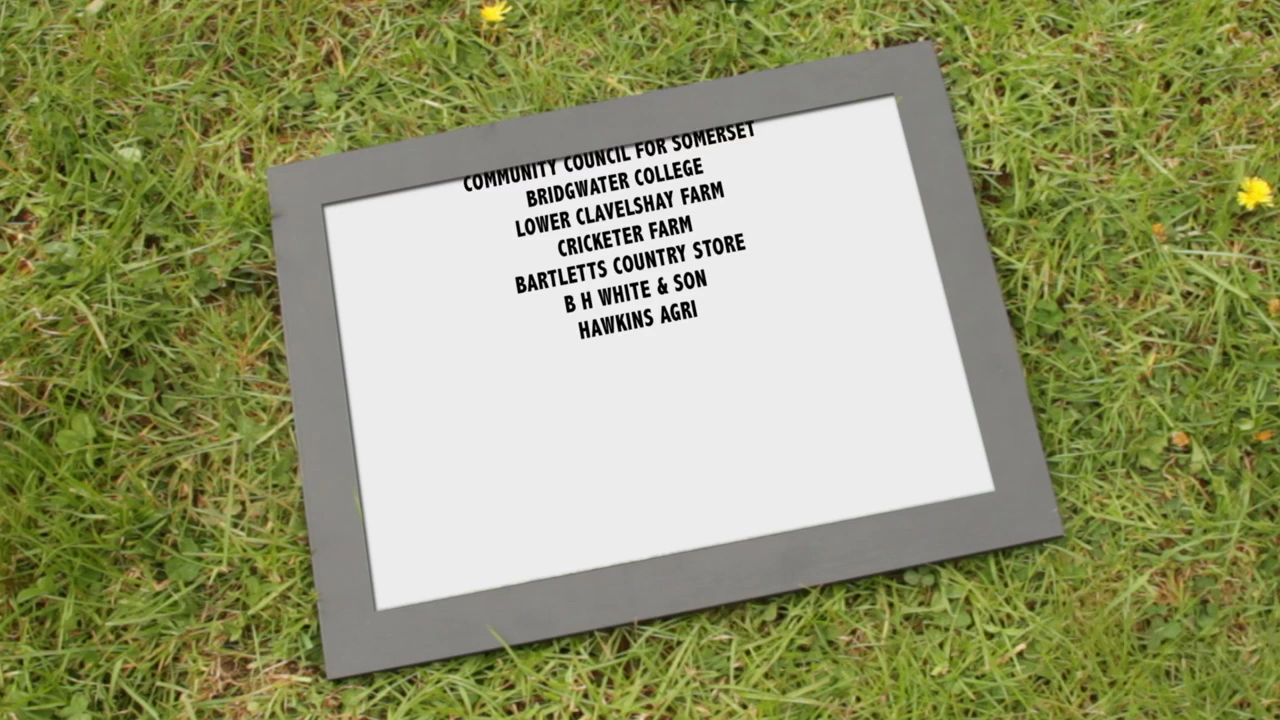 COMMUNITY COUNCIL FOR SOMERSET
BRIDGWATER COLLEGE
LOWER CLAVELSHAY FARM
CRICKETER FARM
BARTLETTS COUNTRY STORE
B H WHITE & SON
HAWKINS AGRI